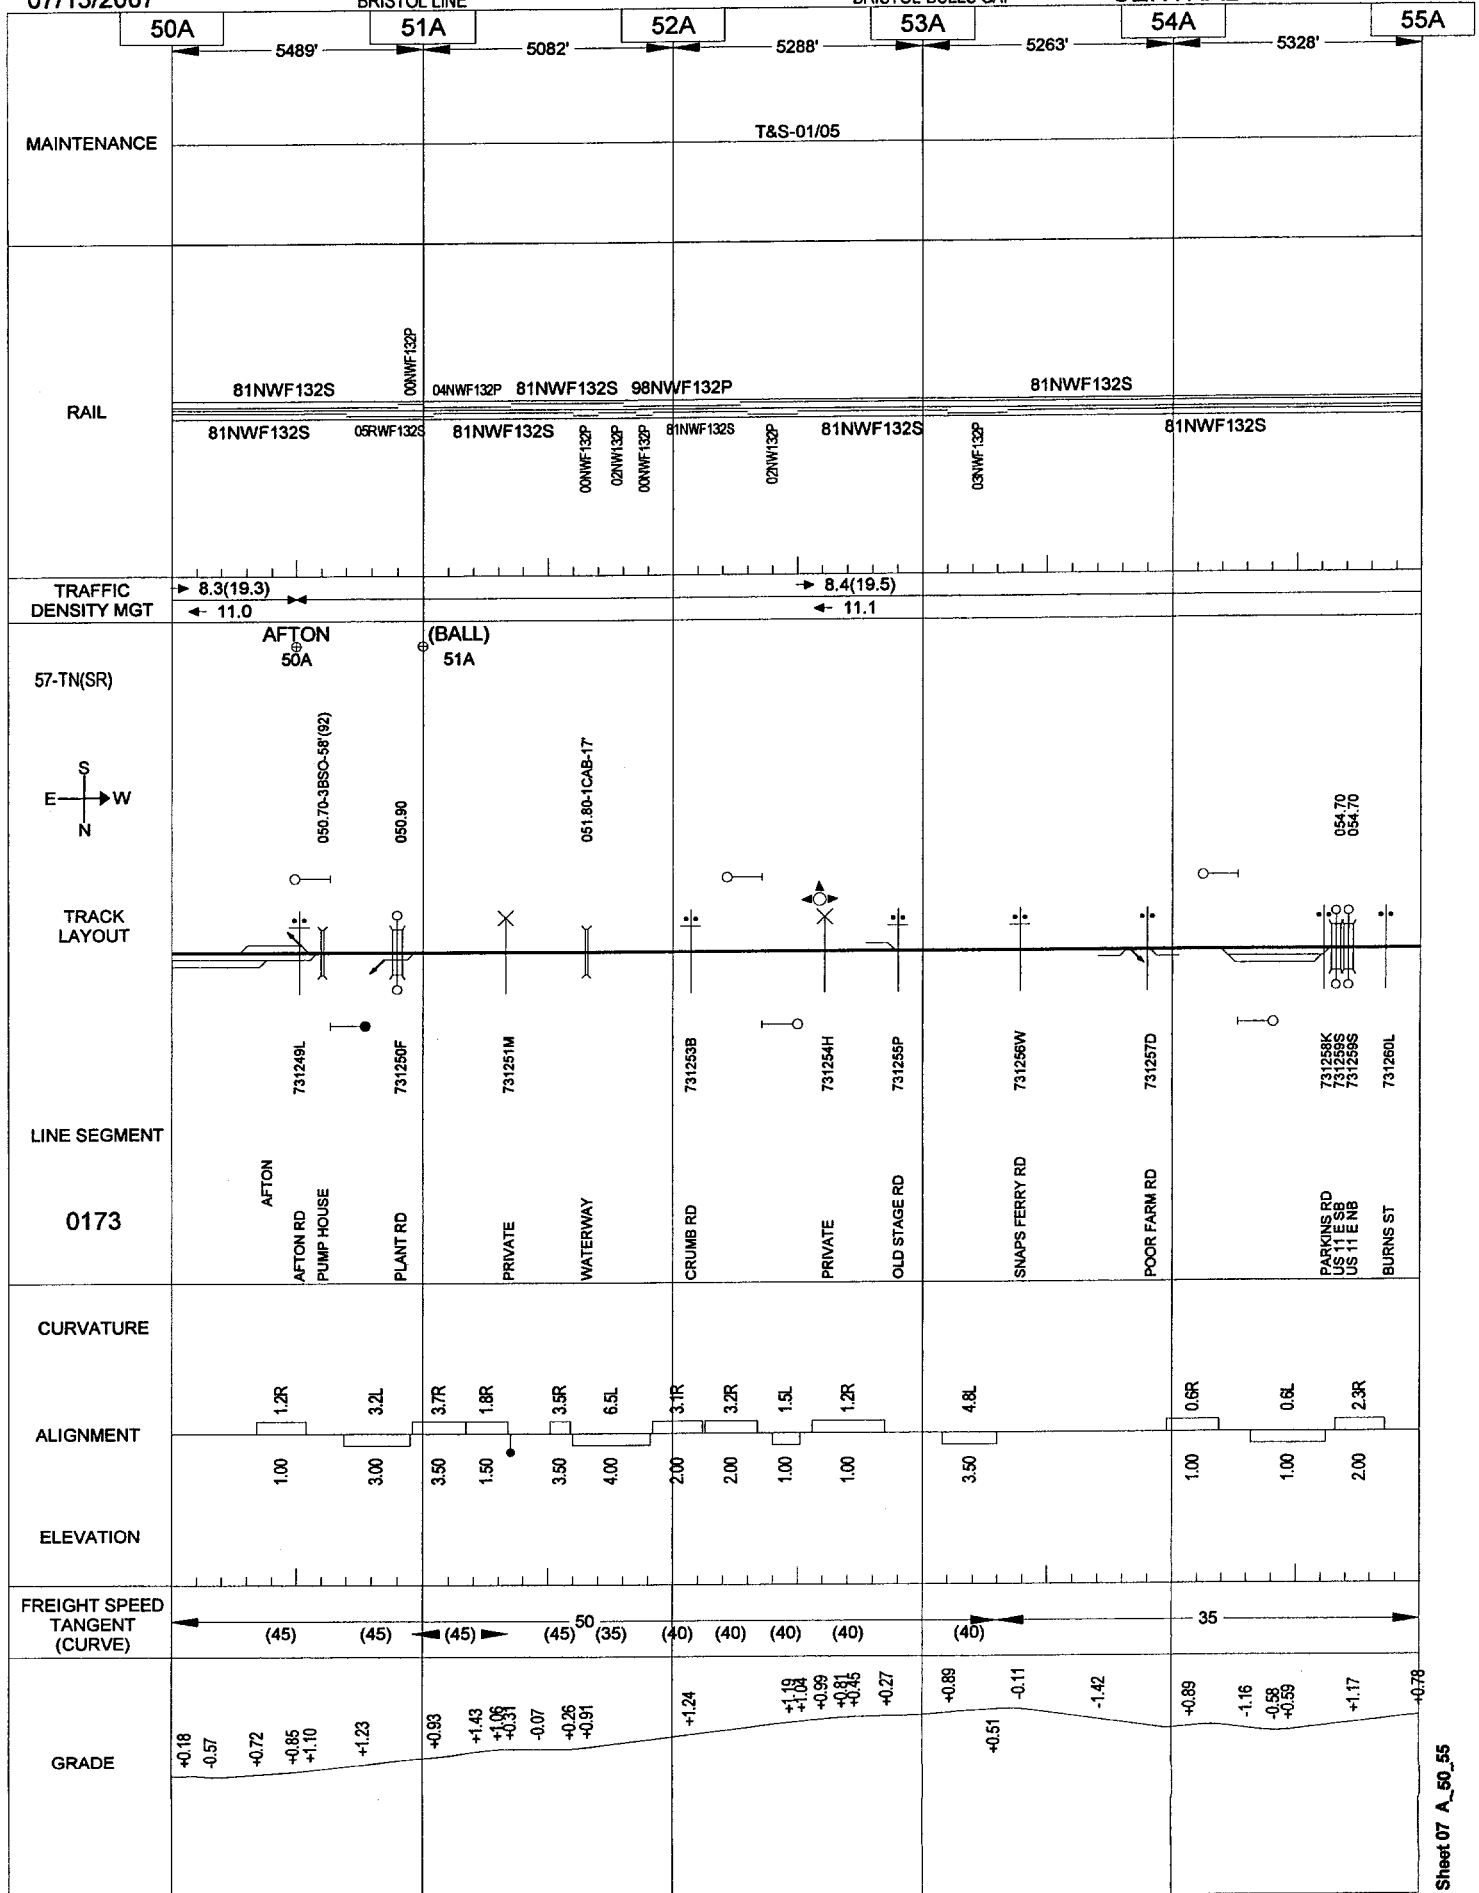 50A 51A 52A 53A 54A 55A
5489' 5082' 5288' 5263' 5328'
MAINTENANCE
T&S-01/05
RAIL
00NWF132P
81NWF132S 04NWF132P 81NWF132S 98NWF132P 81NWF132S
81NWF132S 05RWF132S 81NWF132S 81NWF132S 81NWF132S 81NWF132S
00NWF132P 02NW132P 00NWF132P 02NW132P 03NWF132P
TRAFFIC
DENSITY MGT
8.3(19.3) 8.4(19.5)
11.0 11.1
AFTON (BALL)
50A 51A
57-TN(SR)
S
E W
N
050.70-3BSO-58'(92) 050.90 051.80-1CAB-17' 054.70 054.70
TRACK
LAYOUT
731249L 731250F 731251M 731253B 731254H 731255P 731256W 731257D 731258K 731259S 731259S 731260L
LINE SEGMENT
0173
AFTON
AFTON RD
PUMP HOUSE
PLANT RD
PRIVATE
WATERWAY
CRUMB RD
PRIVATE
OLD STAGE RD
SNAPS FERRY RD
POOR FARM RD
PARKINS RD
US 11 E SB
US 11 E NB
BURNS ST
CURVATURE
1.2R 3.2L 3.7R 1.8R 3.5R 6.5L 3.1R 3.2R 1.5L 1.2R 4.8L 0.6R 0.6L 2.3R
ALIGNMENT
1.00 3.00 3.50 1.50 3.50 4.00 2.00 2.00 1.00 1.00 3.50 1.00 1.00 2.00
ELEVATION
FREIGHT SPEED
TANGENT
(CURVE)
50 35
(45) (45) (45) (45) (35) (40) (40) (40) (40) (40)
GRADE
+0.18 -0.57 +0.72 +0.85 +1.10 +1.23 +0.93 +1.43 +1.06 +0.31 -0.07 +0.26 +0.91 +1.24 +1.19 +1.04 +0.99 +0.81 +0.45 +0.27 +0.89 +0.51 -0.11 -1.42 +0.89 -1.16 -0.58 +0.59 +1.17 +0.78
Sheet 07 A_50_55